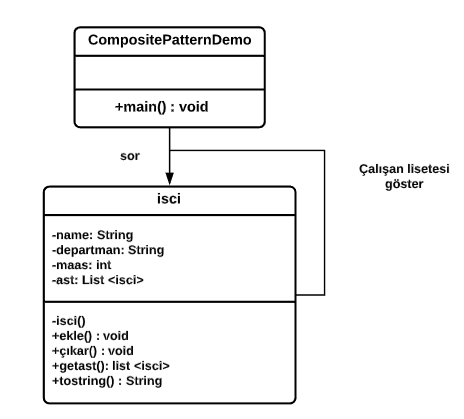 CompositePatternDemo
+main() : void
sor
Çalışan lisetesi
göster
isci
-name: String
-departman: String
-maas: int
-ast: List <isci>
-isci()
+ekle() : void
+çıkar() : void
+getast(): list <isci>
+tostring() : String